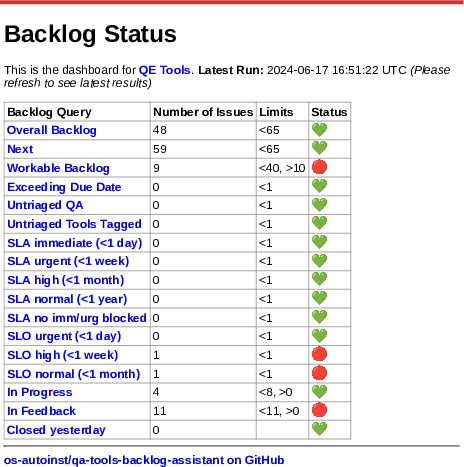 Backlog Status
This is the dashboard for QE Tools. Latest Run: 2024-06-17 16:51:22 UTC (Please
refresh to see latest results)
Backlog Query Number of Issues Limits Status
Overall Backlog 48 <65
Next 59 <65
Workable Backlog 9 <40, >10
Exceeding Due Date 0 <1
Untriaged QA 0 <1
Untriaged Tools Tagged 0 <1
SLA immediate (<1 day) 0 <1
SLA urgent (<1 week) 0 <1
SLA high (<1 month) 0 <1
SLA normal (<1 year) 0 <1
SLA no imm/urg blocked 0 <1
SLO urgent (<1 day) 0 <1
SLO high (<1 week) 1 <1
SLO normal (<1 month) 1 <1
In Progress 4 <8, >0
In Feedback 11 <11, >0
Closed yesterday 0
os-autoinst/qa-tools-backlog-assistant on GitHub